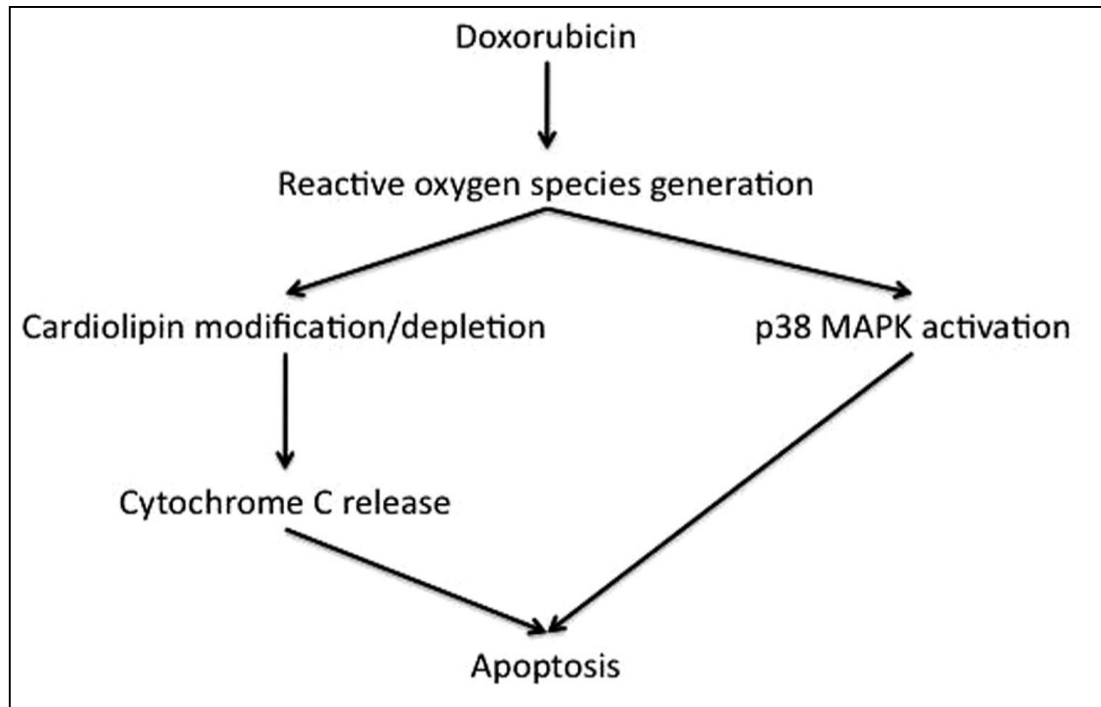 Doxorubicin
Reactive oxygen species generation
Cardiolipin modification/depletion
p38 MAPK activation
Cytochrome C release
Apoptosis